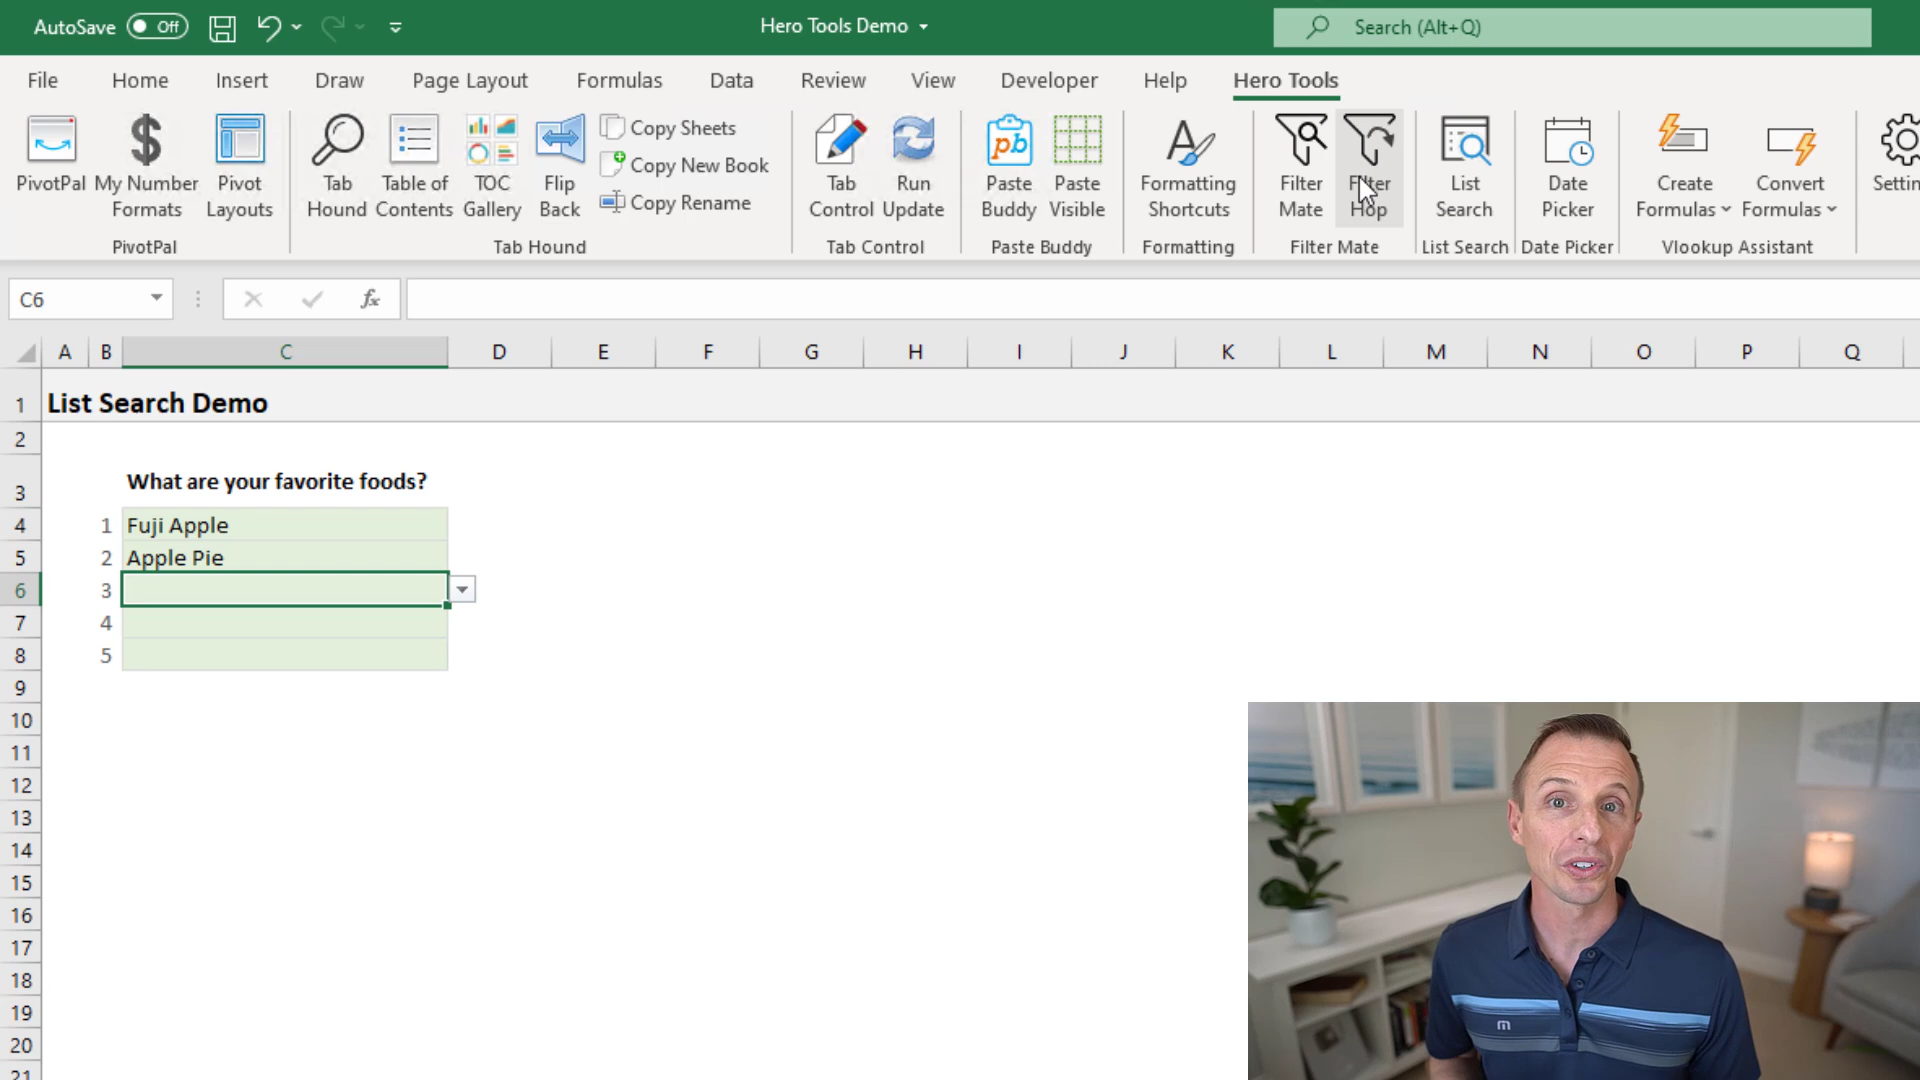 AutoSave Off Hero Tools Demo Search (Alt+Q)
File Home Insert Draw Page Layout Formulas Data Review View Developer Help Hero Tools
PivotPal
My Number Formats
Pivot Layouts
PivotPal
Tab Hound
Table of Contents
TOC Gallery
Flip Back
Copy Sheets
Copy New Book
Copy Rename
Tab Hound
Tab Control
Run Update
Tab Control
Paste Buddy
Paste Visible
Paste Buddy
Formatting Shortcuts
Formatting
Filter Mate
Filter Hop
Filter Mate
List Search
List Search
Date Picker
Date Picker
Create Formulas
Convert Formulas
Vlookup Assistant
Settin
C6 fx
A B C D E F G H I J K L M N O P Q
1 List Search Demo
2
3 What are your favorite foods?
4 1 Fuji Apple
5 2 Apple Pie
6 3
7 4
8 5
9
10
11
12
13
14
15
16
17
18
19
20
21